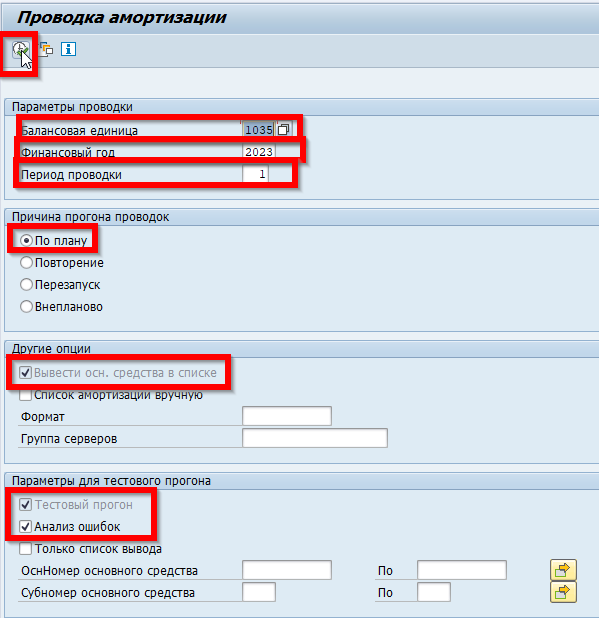 Проводка амортизации
Параметры проводки
Балансовая единица 1035
Финансовый год 2023
Период проводки 1
Причина прогона проводок
По плану
Повторение
Перезапуск
Внепланово
Другие опции
Вывести осн. средства в списке
Список амортизации вручную
Формат
Группа серверов
Параметры для тестового прогона
Тестовый прогон
Анализ ошибок
Только список вывода
ОснНомер основного средства По
Субномер основного средства По